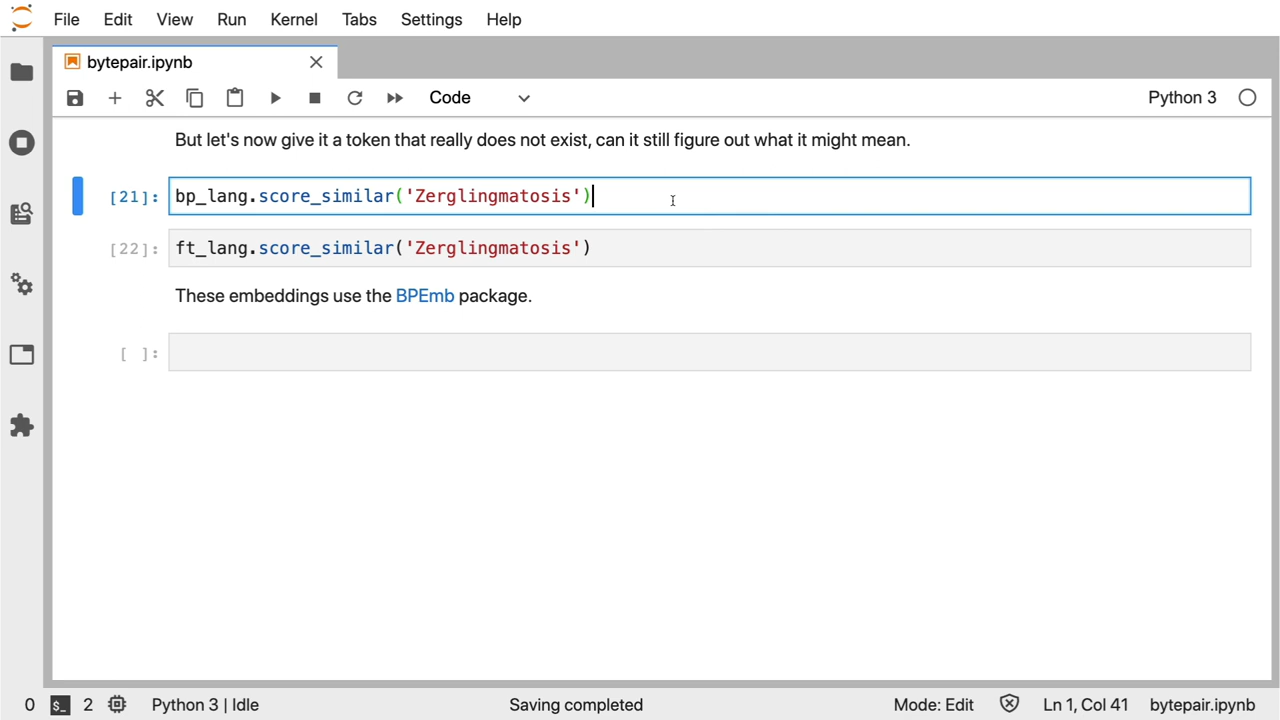 File Edit View Run Kernel Tabs Settings Help
bytepair.ipynb
Code
Python 3
But let's now give it a token that really does not exist, can it still figure out what it might mean.
[21]: bp_lang.score_similar('Zerglingmatosis')
[22]: ft_lang.score_similar('Zerglingmatosis')
These embeddings use the BPEmb package.
[ ]:
0 $_ 2 Python 3 | Idle Saving completed Mode: Edit Ln 1, Col 41 bytepair.ipynb